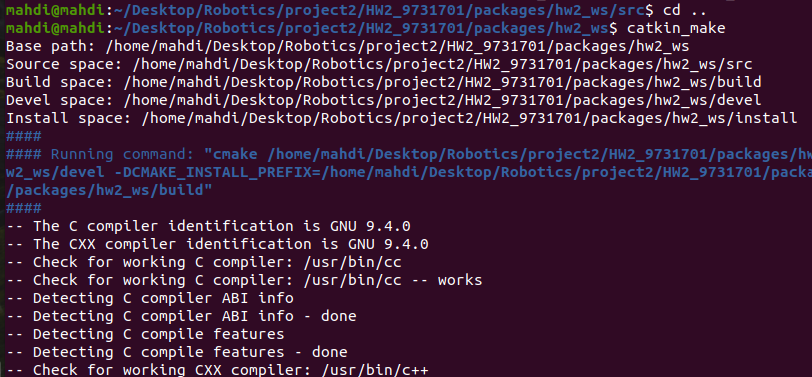 mahdi@mahdi:~/Desktop/Robotics/project2/HW2_9731701/packages/hw2_ws/src$ cd ..
mahdi@mahdi:~/Desktop/Robotics/project2/HW2_9731701/packages/hw2_ws$ catkin_make
Base path: /home/mahdi/Desktop/Robotics/project2/HW2_9731701/packages/hw2_ws
Source space: /home/mahdi/Desktop/Robotics/project2/HW2_9731701/packages/hw2_ws/src
Build space: /home/mahdi/Desktop/Robotics/project2/HW2_9731701/packages/hw2_ws/build
Devel space: /home/mahdi/Desktop/Robotics/project2/HW2_9731701/packages/hw2_ws/devel
Install space: /home/mahdi/Desktop/Robotics/project2/HW2_9731701/packages/hw2_ws/install
####
#### Running command: "cmake /home/mahdi/Desktop/Robotics/project2/HW2_9731701/packages/hw
w2_ws/devel -DCMAKE_INSTALL_PREFIX=/home/mahdi/Desktop/Robotics/project2/HW2_9731701/packa
/packages/hw2_ws/build"
####
-- The C compiler identification is GNU 9.4.0
-- The CXX compiler identification is GNU 9.4.0
-- Check for working C compiler: /usr/bin/cc
-- Check for working C compiler: /usr/bin/cc -- works
-- Detecting C compiler ABI info
-- Detecting C compiler ABI info - done
-- Detecting C compile features
-- Detecting C compile features - done
-- Check for working CXX compiler: /usr/bin/c++